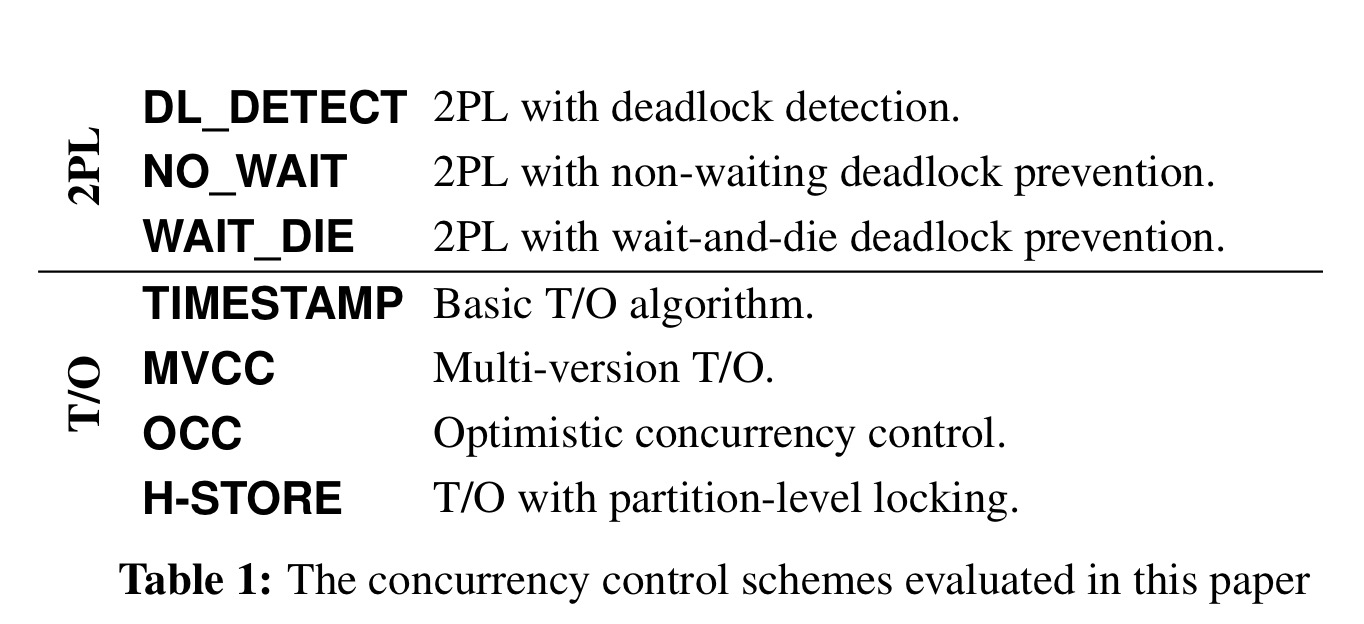 2PL
DL_DETECT 2PL with deadlock detection.
NO_WAIT 2PL with non-waiting deadlock prevention.
WAIT_DIE 2PL with wait-and-die deadlock prevention.
T/O
TIMESTAMP Basic T/O algorithm.
MVCC Multi-version T/O.
OCC Optimistic concurrency control.
H-STORE T/O with partition-level locking.
Table 1: The concurrency control schemes evaluated in this paper